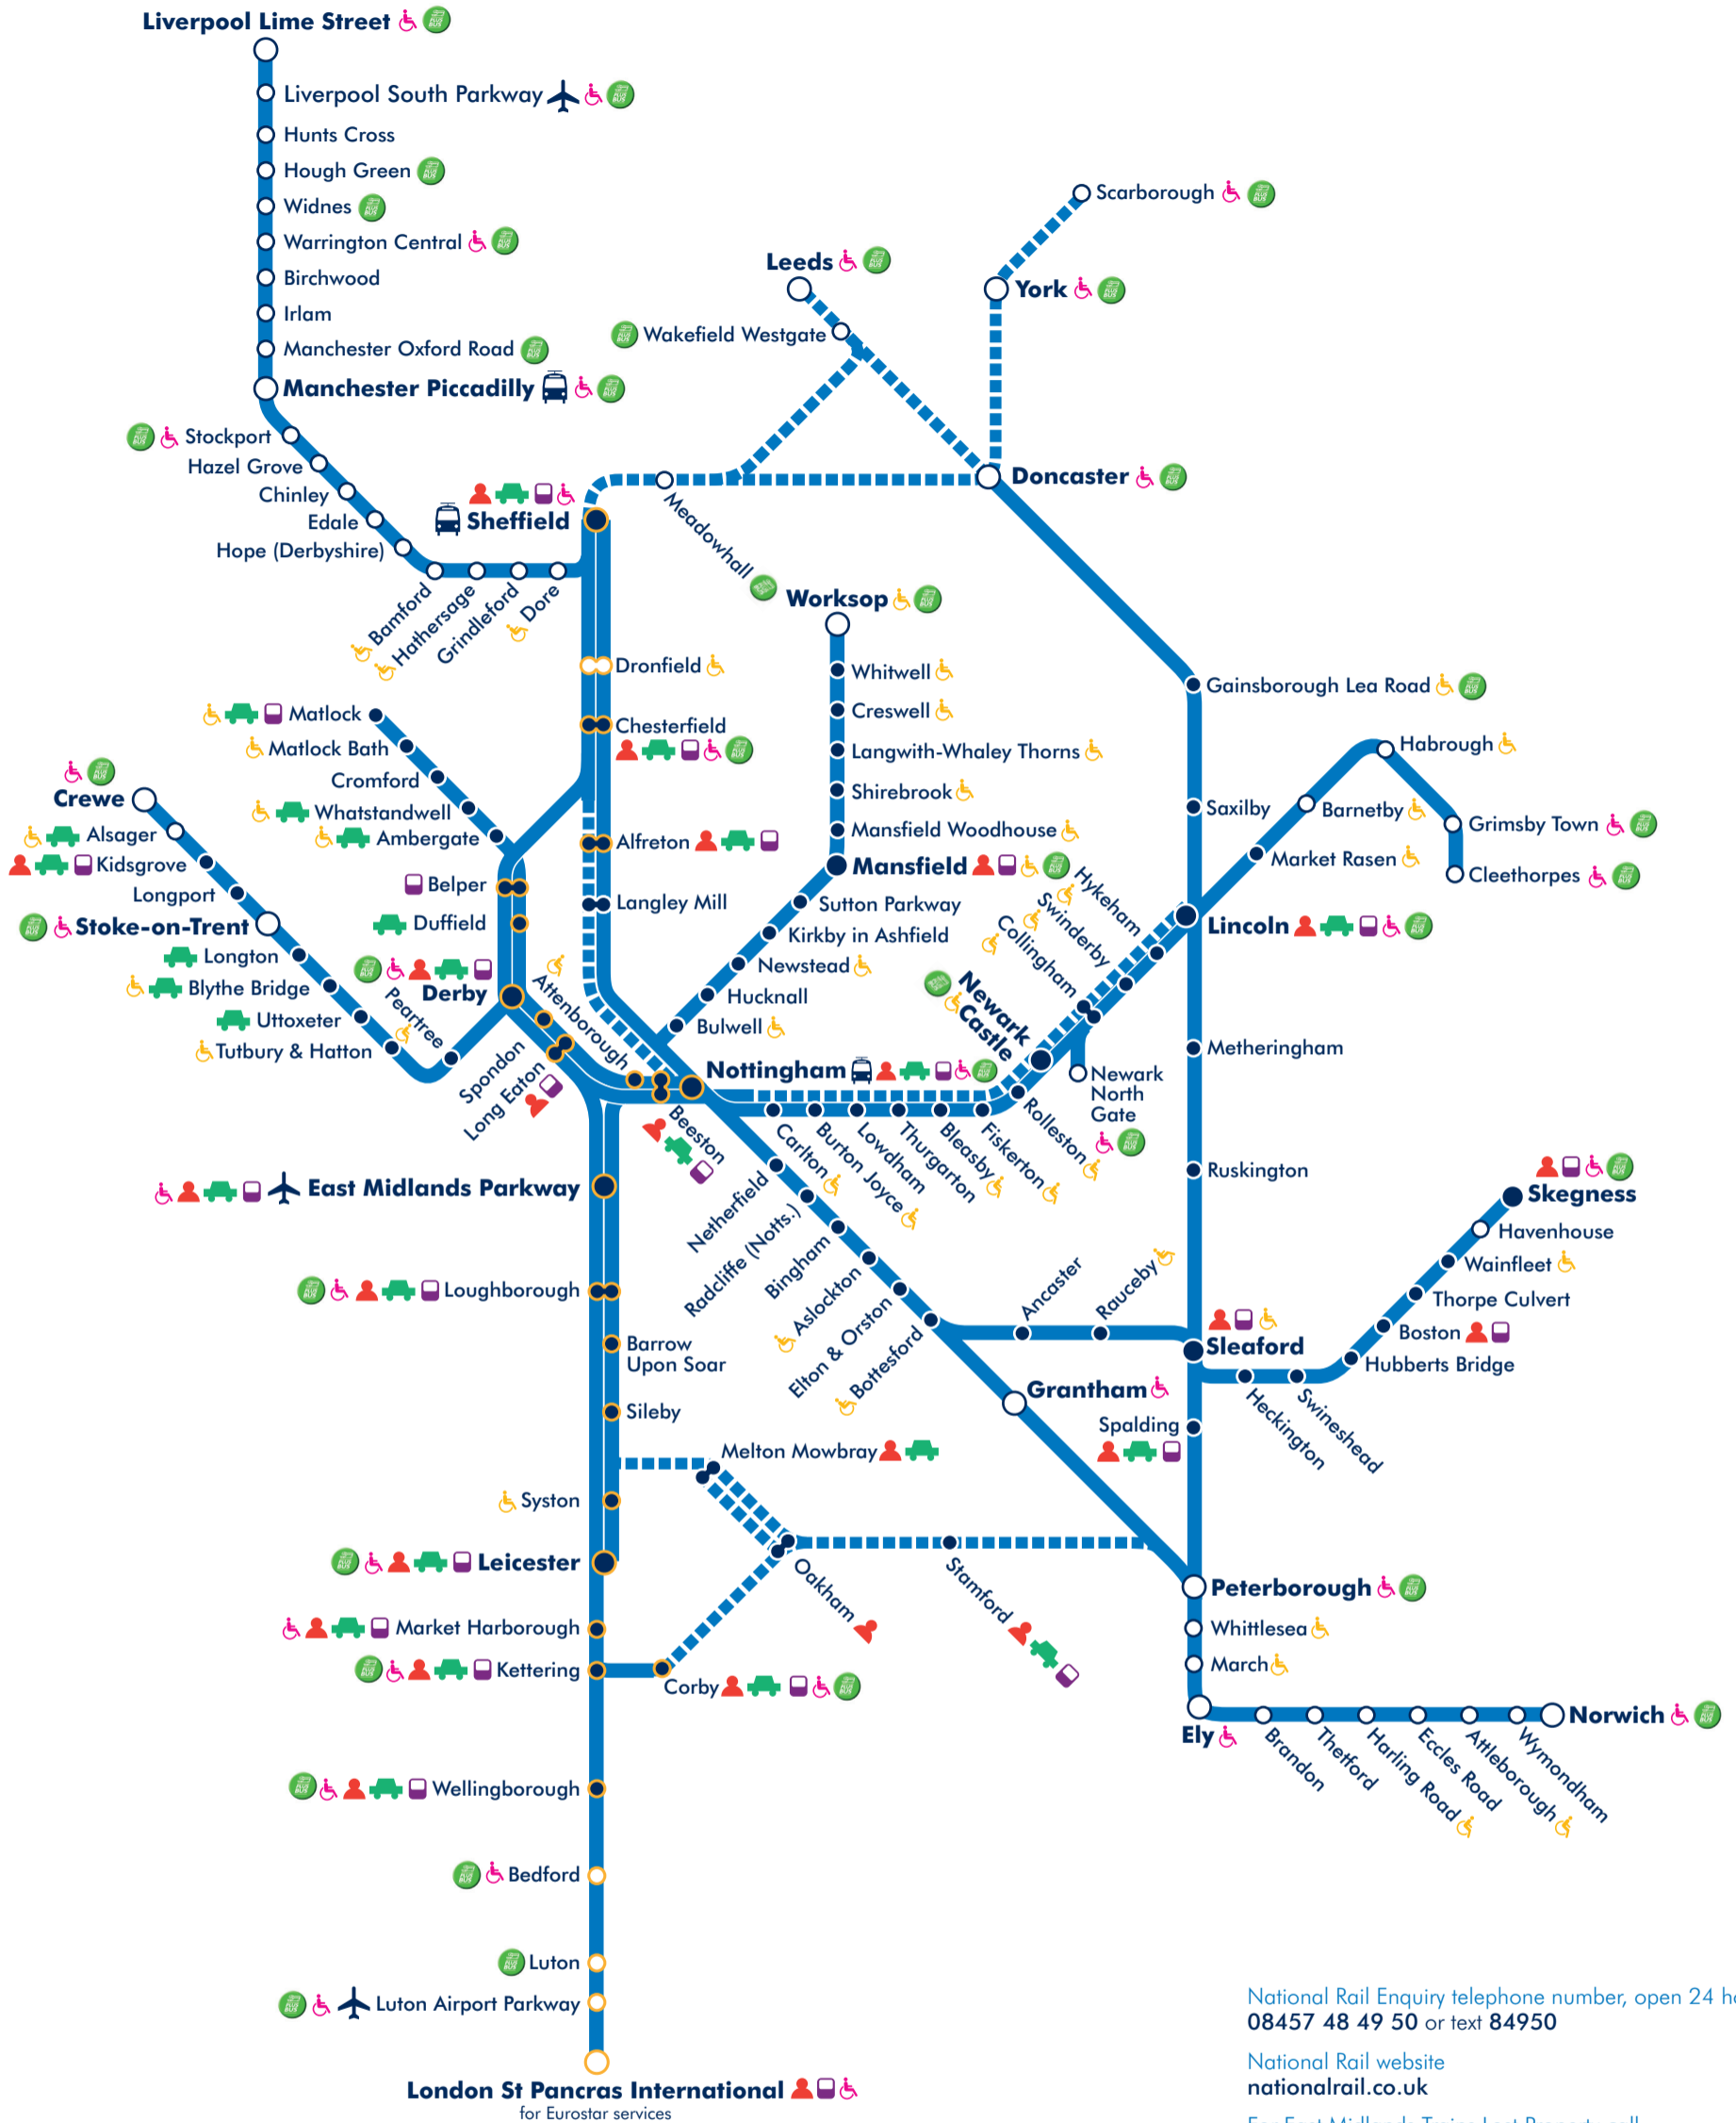 Liverpool Lime Street
Liverpool South Parkway
Hunts Cross
Hough Green
Widnes
Warrington Central
Birchwood
Irlam
Manchester Oxford Road
Manchester Piccadilly
Stockport
Hazel Grove
Chinley
Edale
Hope (Derbyshire)
Bamford
Hathersage
Grindleford
Dore
Sheffield
Meadowhall
Leeds
Wakefield Westgate
Scarborough
York
Doncaster
Worksop
Whitwell
Creswell
Langwith-Whaley Thorns
Shirebrook
Mansfield Woodhouse
Mansfield
Sutton Parkway
Kirkby in Ashfield
Newstead
Hucknall
Bulwell
Dronfield
Chesterfield
Alfreton
Langley Mill
Matlock
Matlock Bath
Cromford
Whatstandwell
Ambergate
Belper
Duffield
Derby
Crewe
Alsager
Kidsgrove
Longport
Stoke-on-Trent
Longton
Blythe Bridge
Uttoxeter
Tutbury & Hatton
Peartree
Spondon
Long Eaton
Attenborough
Beeston
Nottingham
Carlton
Burton Joyce
Lowdham
Thurgarton
Bleasby
Fiskerton
Rolleston
Newark
Castle
Newark
North
Gate
Collingham
Swinderby
Hykeham
Lincoln
Gainsborough Lea Road
Saxilby
Habrough
Barnetby
Market Rasen
Grimsby Town
Cleethorpes
Metheringham
Ruskington
Netherfield
Radcliffe (Notts.)
Bingham
Aslockton
Elton & Orston
Bottesford
Ancaster
Rauceby
Sleaford
Skegness
Havenhouse
Wainfleet
Thorpe Culvert
Boston
Hubberts Bridge
Heckington
Swineshead
Grantham
Spalding
East Midlands Parkway
Loughborough
Barrow
Upon Soar
Sileby
Melton Mowbray
Syston
Leicester
Oakham
Stamford
Market Harborough
Kettering
Corby
Peterborough
Whittlesea
March
Ely
Brandon
Thetford
Harling Road
Eccles Road
Attleborough
Wymondham
Norwich
Wellingborough
Bedford
Luton
Luton Airport Parkway
London St Pancras International
for Eurostar services
National Rail Enquiry telephone number, open 24 h
08457 48 49 50 or text 84950
National Rail website
nationalrail.co.uk
For East Midlands Trains Lost Property call